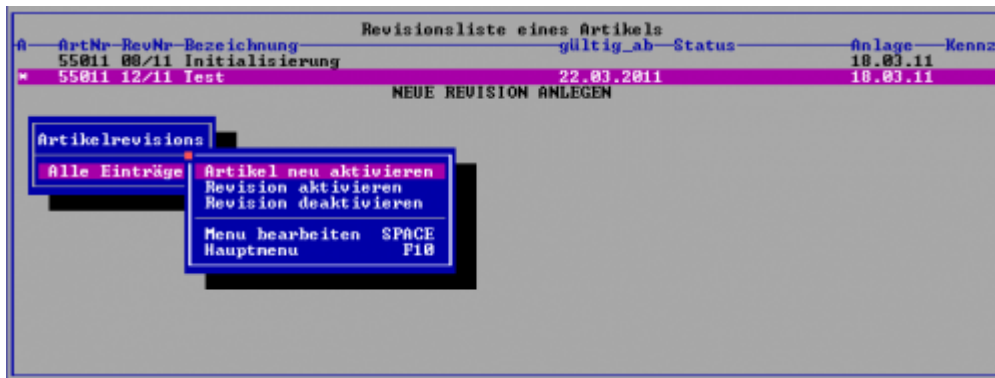 Revisionsliste eines Artikels
A ArtNr RevNr Bezeichnung gültig_ab Status Anlage Kennz
55011 08/11 Initialisierung 18.03.11
* 55011 12/11 Test 22.03.2011 18.03.11
NEUE REVISION ANLEGEN
Artikelrevisions
Alle Einträge
Artikel neu aktivieren
Revision aktivieren
Revision deaktivieren
Menu bearbeiten SPACE
Hauptmenu F10